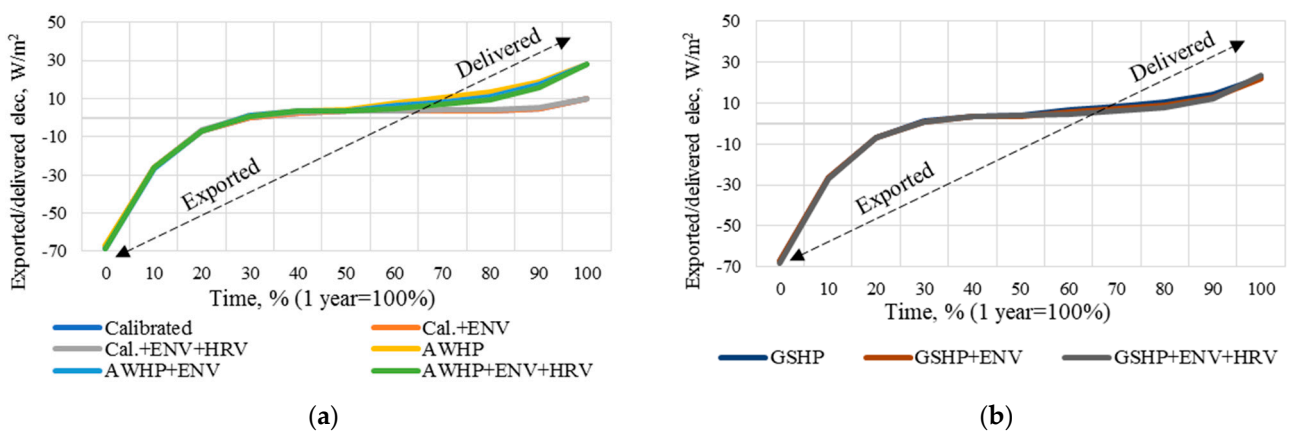 Exported/delivered elec, W/m²
50
30
10
-10
-30
-50
-70
Delivered
Exported
0 10 20 30 40 50 60 70 80 90 100
Time, % (1 year=100%)
Calibrated Cal.+ENV
Cal.+ENV+HRV AWHP
AWHP+ENV AWHP+ENV+HRV
(a)
Exported/delivered elec, W/m²
50
30
10
-10
-30
-50
-70
Delivered
Exported
0 10 20 30 40 50 60 70 80 90 100
Time, % (1 year=100%)
GSHP GSHP+ENV GSHP+ENV+HRV
(b)